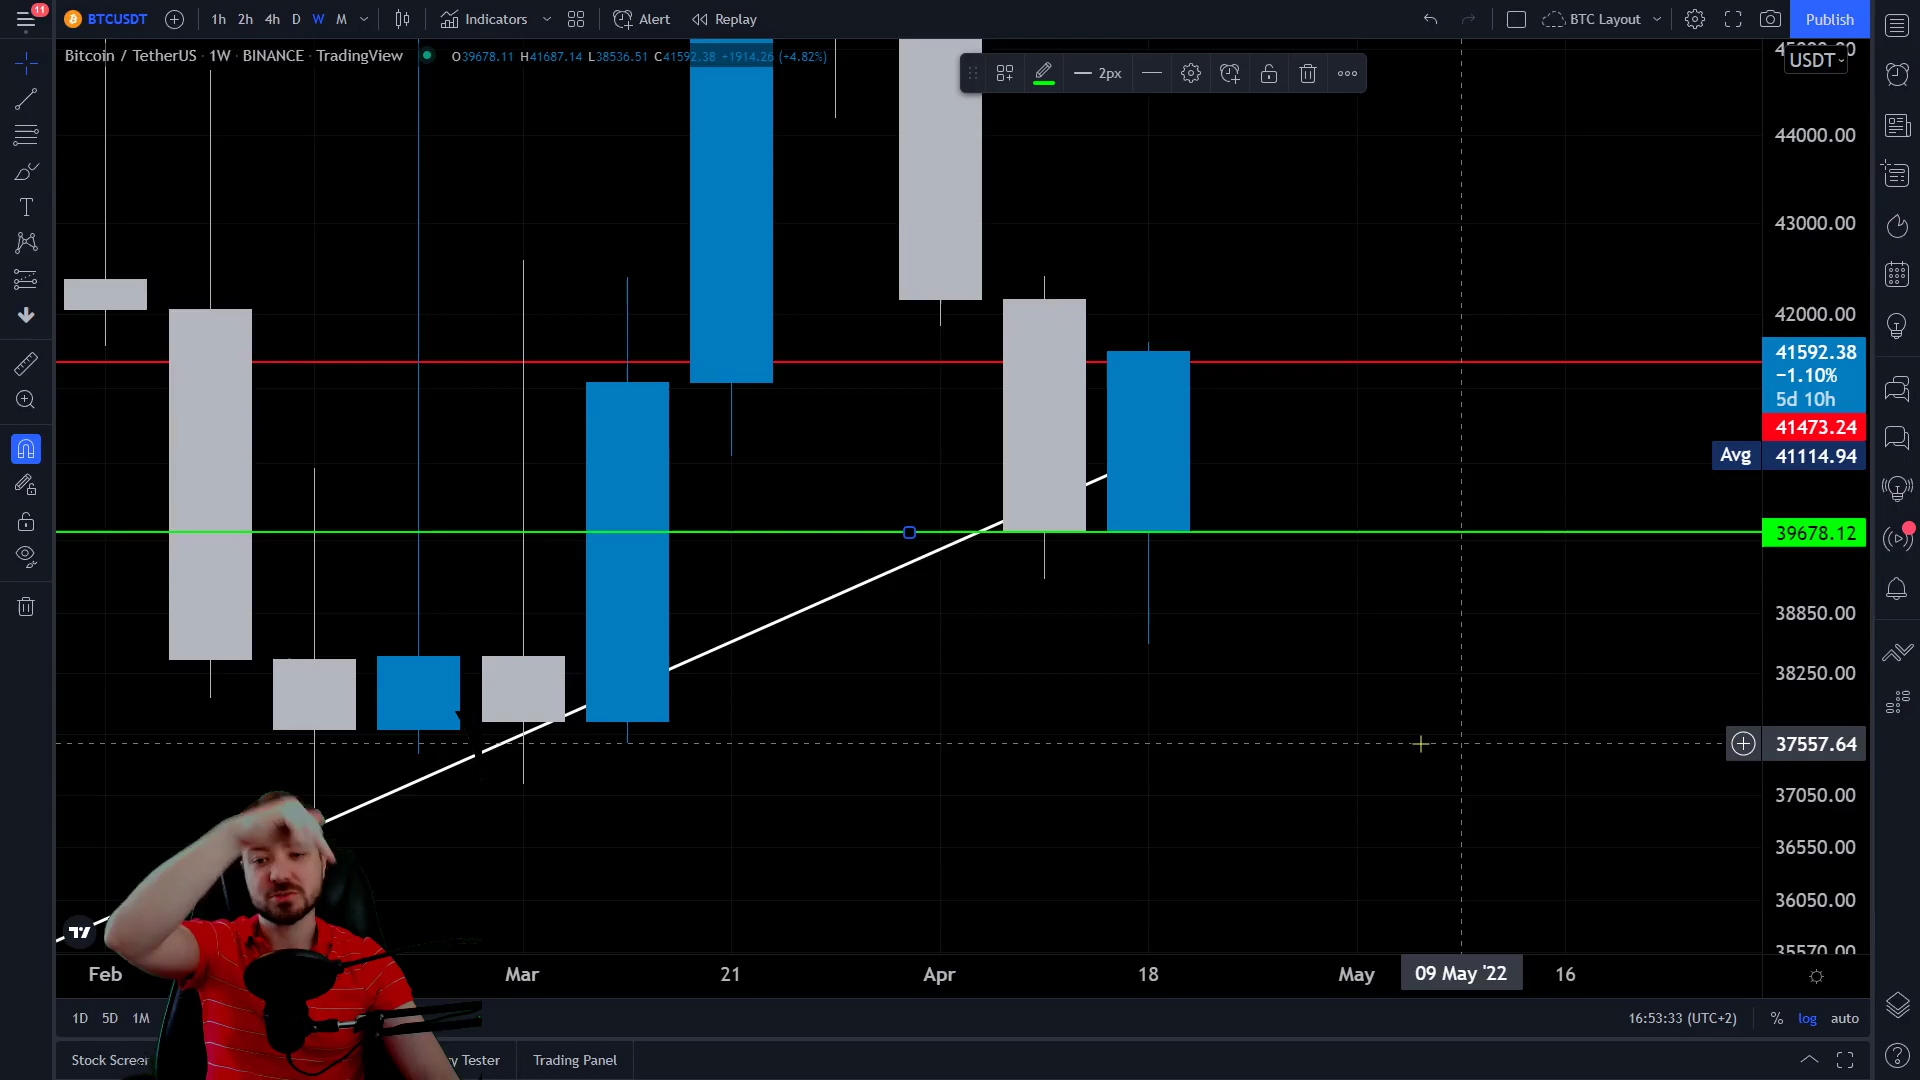 11
BTCUSDT 1h 2h 4h D W M Indicators Alert Replay BTC Layout Publish
Bitcoin / TetherUS · 1W · BINANCE · TradingView O39678.11 H41687.14 L38536.51 C41592.38 +1914.26 (+4.82%)
USDT
2px
44000.00
43000.00
42000.00
41592.38
−1.10%
5d 10h
41473.24
Avg 41114.94
39678.12
38850.00
38250.00
37557.64
37050.00
36550.00
36050.00
35570.00
Feb Mar 21 Apr 18 May 09 May '22 16
1D 5D 1M 16:53:33 (UTC+2) % log auto
Stock Screener Tester Trading Panel